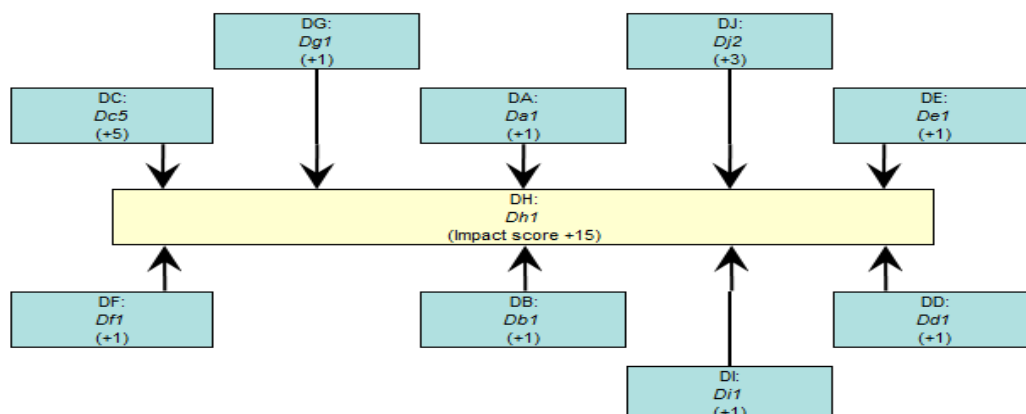 DG:
Dg1
(+1)
DJ:
Dj2
(+3)
DC:
Dc5
(+5)
DA:
Da1
(+1)
DE:
De1
(+1)
DH:
Dh1
(Impact score +15)
DF:
Df1
(+1)
DB:
Db1
(+1)
DD:
Dd1
(+1)
DI:
Di1
(+1)